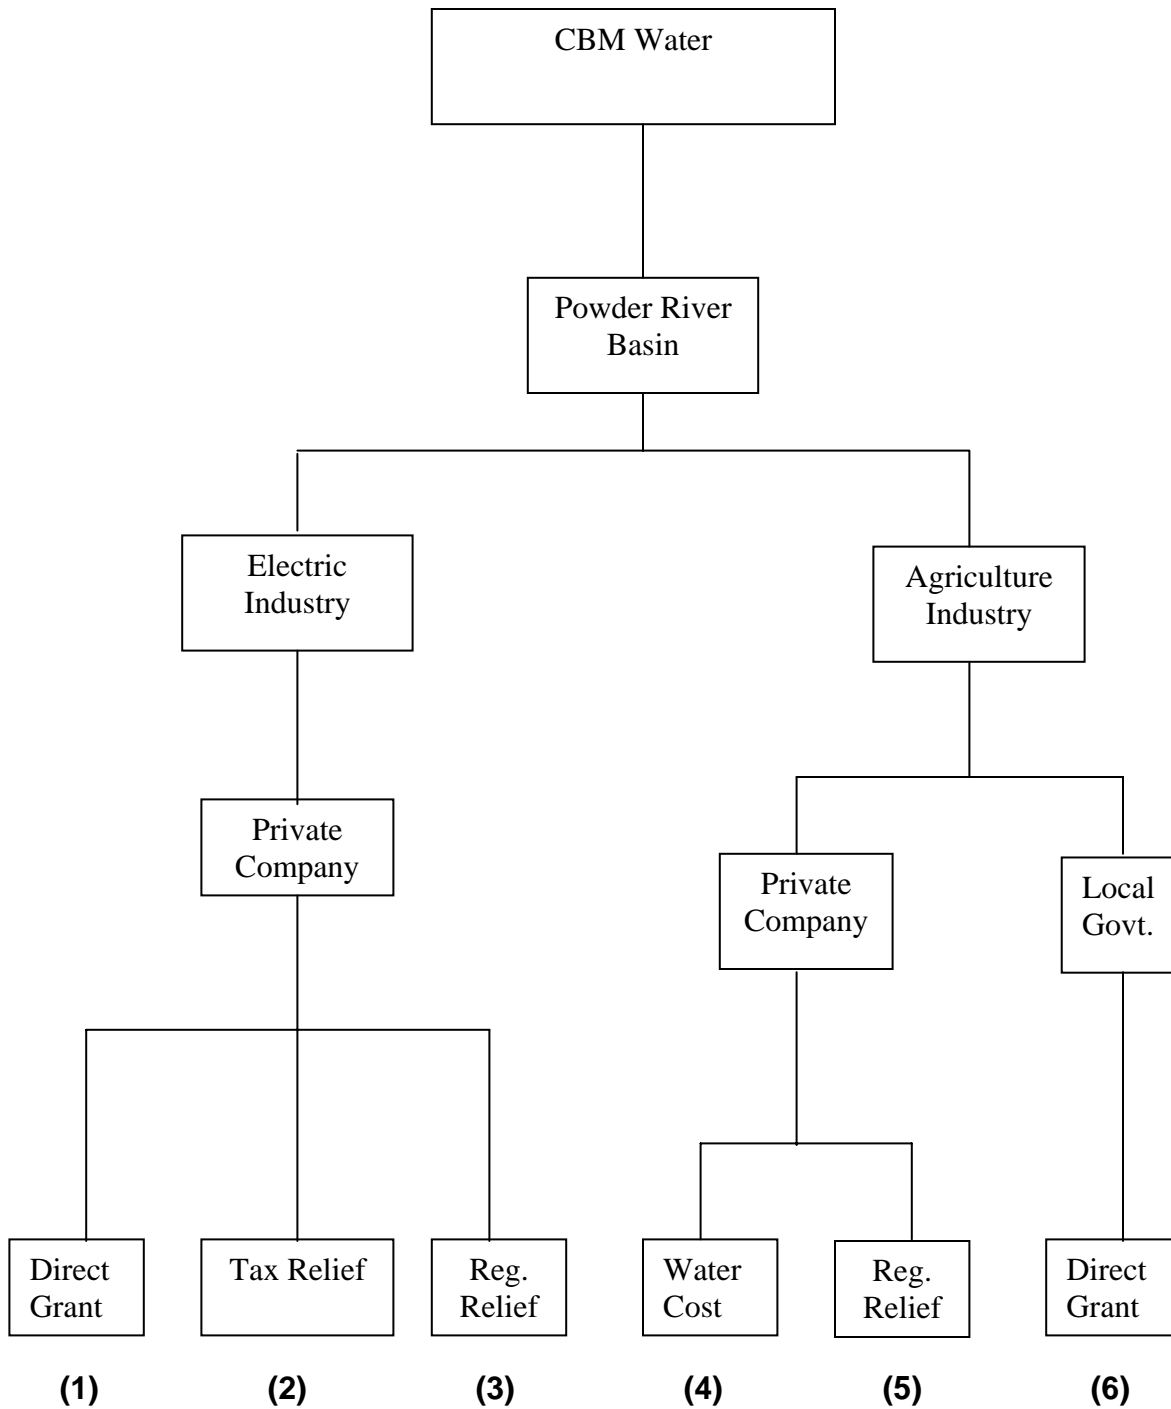 CBM Water
Powder River
Basin
Electric
Industry
Agriculture
Industry
Private
Company
Private
Company
Local
Govt.
Direct
Grant
Tax Relief
Reg.
Relief
Water
Cost
Reg.
Relief
Direct
Grant
(1)
(2)
(3)
(4)
(5)
(6)